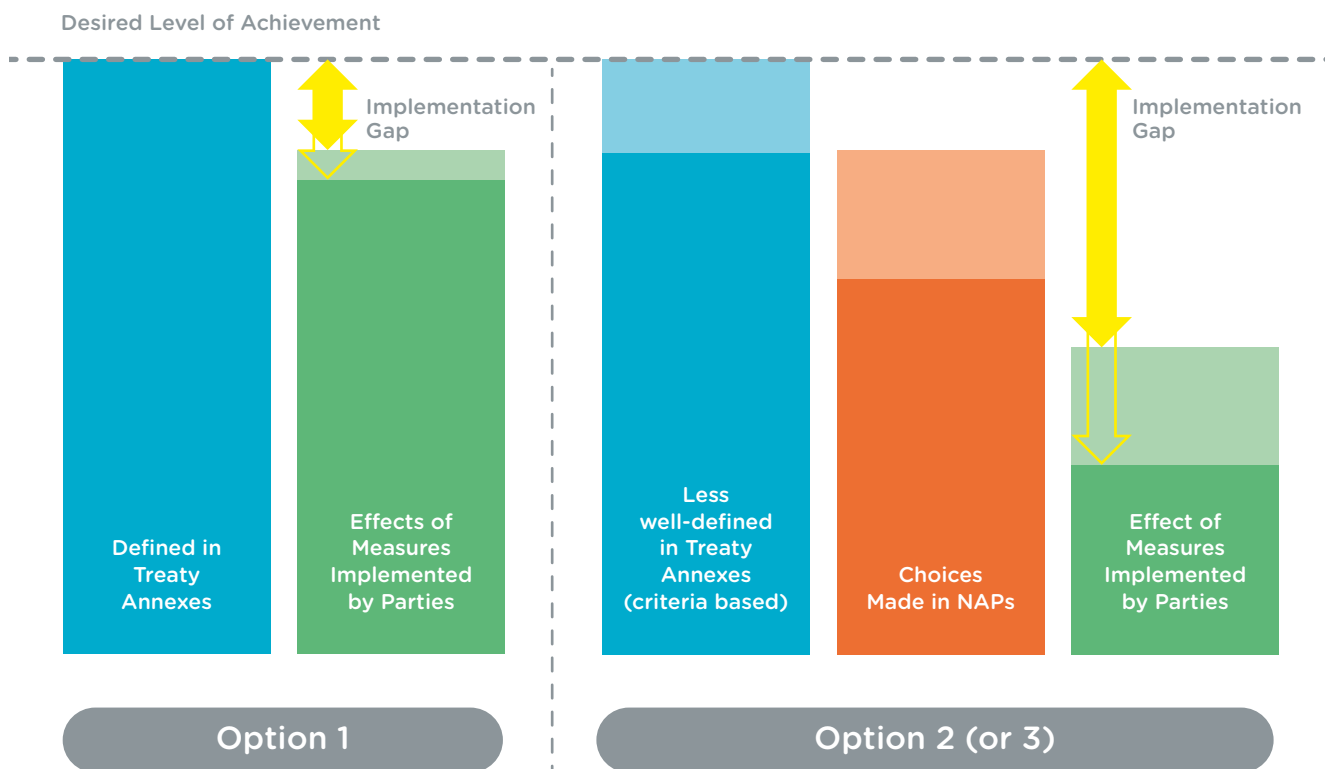 Desired Level of Achievement
Implementation
Gap
Implementation
Gap
Defined in
Treaty
Annexes
Effects of
Measures
Implemented
by Parties
Less
well-defined
in Treaty
Annexes
(criteria based)
Choices
Made in NAPs
Effect of
Measures
Implemented
by Parties
Option 1
Option 2 (or 3)